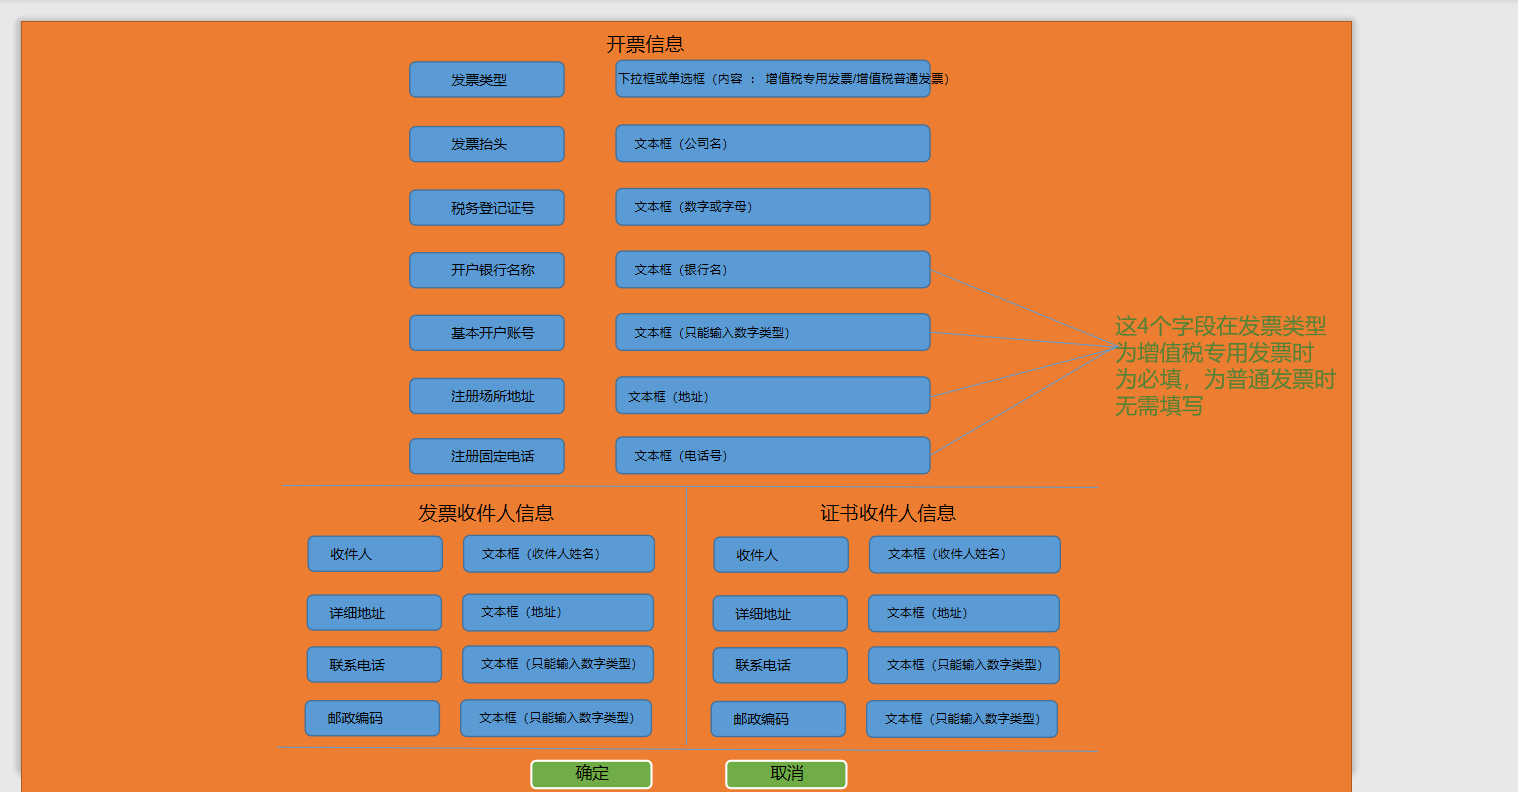 开票信息
发票类型
下拉框或单选框（内容 ： 增值税专用发票/增值税普通发票）
发票抬头
文本框（公司名）
税务登记证号
文本框（数字或字母）
开户银行名称
文本框（银行名）
基本开户账号
文本框（只能输入数字类型）
注册场所地址
文本框（地址）
注册固定电话
文本框（电话号）
这4个字段在发票类型
为增值税专用发票时
为必填，为普通发票时
无需填写
发票收件人信息
收件人
文本框（收件人姓名）
详细地址
文本框（地址）
联系电话
文本框（只能输入数字类型）
邮政编码
文本框（只能输入数字类型）
证书收件人信息
收件人
文本框（收件人姓名）
详细地址
文本框（地址）
联系电话
文本框（只能输入数字类型）
邮政编码
文本框（只能输入数字类型）
确定
取消